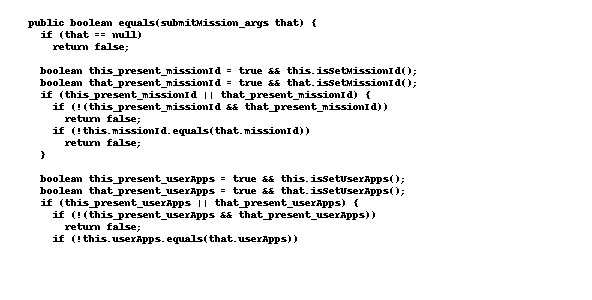 public boolean equals(submitMission_args that) {
if (that == null)
return false;
boolean this_present_missionId = true && this.isSetMissionId();
boolean that_present_missionId = true && that.isSetMissionId();
if (this_present_missionId || that_present_missionId) {
if (!(this_present_missionId && that_present_missionId))
return false;
if (!this.missionId.equals(that.missionId))
return false;
}
boolean this_present_userApps = true && this.isSetUserApps();
boolean that_present_userApps = true && that.isSetUserApps();
if (this_present_userApps || that_present_userApps) {
if (!(this_present_userApps && that_present_userApps))
return false;
if (!this.userApps.equals(that.userApps))